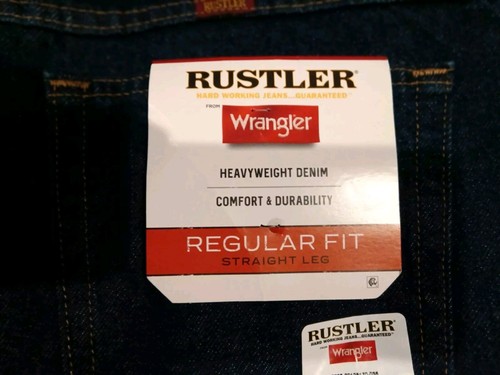 RUSTLER
RUSTLER
HARD WORKING JEANS...GUARANTEED
FROM
Wrangler
HEAVYWEIGHT DENIM
COMFORT & DURABILITY
REGULAR FIT
STRAIGHT LEG
RUSTLER
HARD WORKING JEANS...GUARANTEED
Wrangler